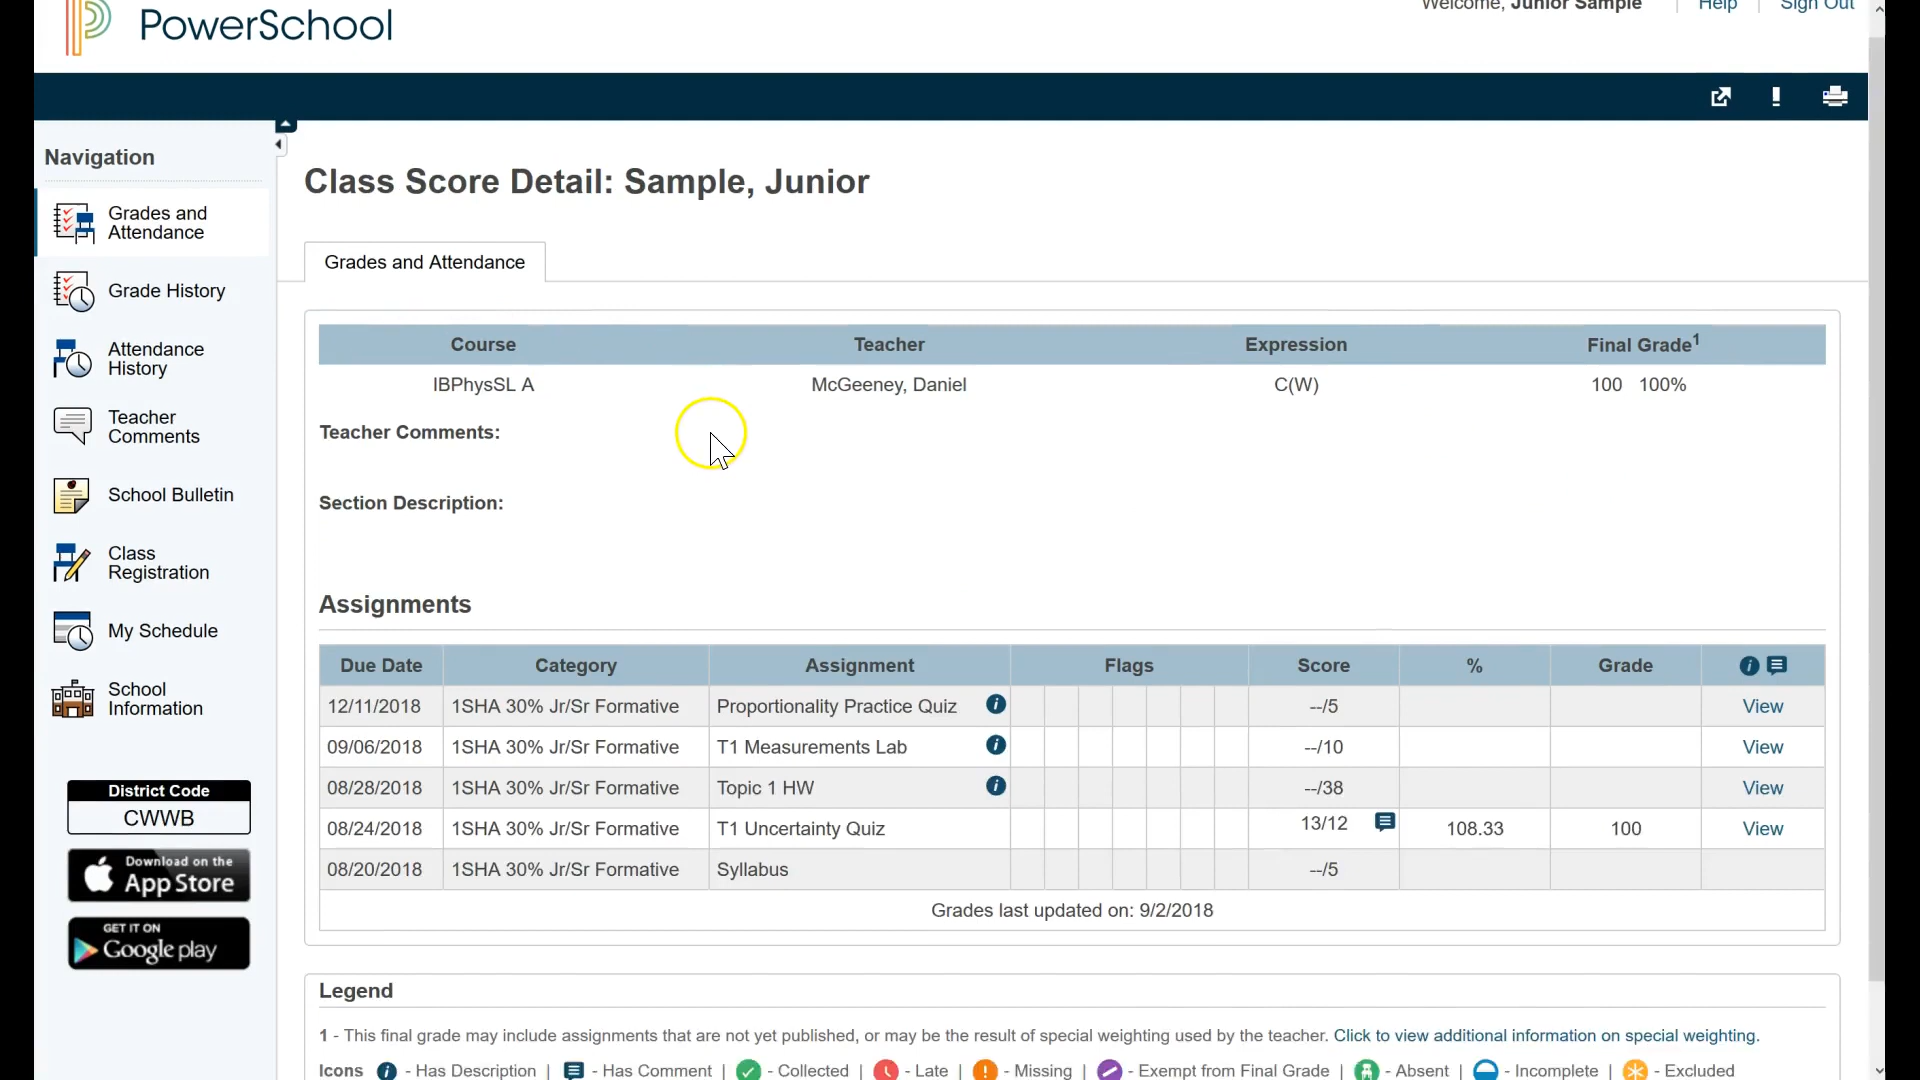 PowerSchool
Welcome, Junior Sample | Help | Sign Out
Navigation
Grades and
Attendance
Grade History
Attendance
History
Teacher
Comments
School Bulletin
Class
Registration
My Schedule
School
Information
District Code
CWWB
Download on the
App Store
GET IT ON
Google play
Class Score Detail: Sample, Junior
Grades and Attendance
Course Teacher Expression Final Grade1
IBPhysSL A McGeeney, Daniel C(W) 100 100%
Teacher Comments:
Section Description:
Assignments
Due Date Category Assignment Flags Score % Grade
12/11/2018 1SHA 30% Jr/Sr Formative Proportionality Practice Quiz --/5 View
09/06/2018 1SHA 30% Jr/Sr Formative T1 Measurements Lab --/10 View
08/28/2018 1SHA 30% Jr/Sr Formative Topic 1 HW --/38 View
08/24/2018 1SHA 30% Jr/Sr Formative T1 Uncertainty Quiz 13/12 108.33 100 View
08/20/2018 1SHA 30% Jr/Sr Formative Syllabus --/5
Grades last updated on: 9/2/2018
Legend
1 - This final grade may include assignments that are not yet published, or may be the result of special weighting used by the teacher. Click to view additional information on special weighting.
Icons - Has Description | - Has Comment | - Collected | - Late | - Missing | - Exempt from Final Grade | - Absent | - Incomplete | - Excluded